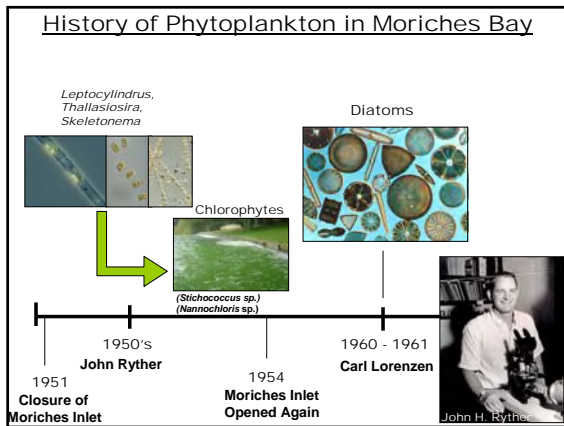 History of Phytoplankton in Moriches Bay
Leptocylindrus,
Thallasiosira,
Skeletonema
Diatoms
Chlorophytes
(Stichococcus sp.)
(Nannochloris sp.)
1951
Closure of
Moriches Inlet
1950's
John Ryther
1954
Moriches Inlet
Opened Again
1960 - 1961
Carl Lorenzen
John H. Ryther